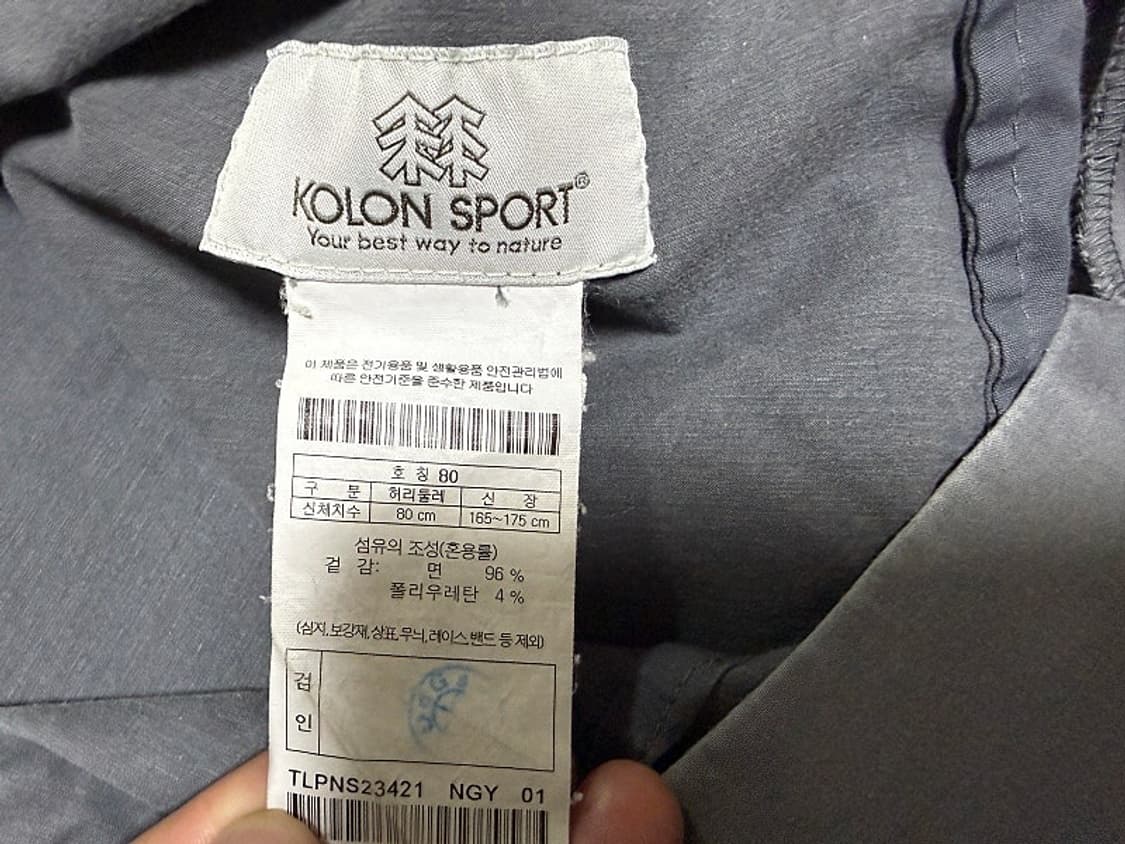 KOLON SPORT®
Your best way to nature
이 제품은 전기용품 및 생활용품 안전관리법에
따른 안전기준을 준수한 제품입니다
호 칭 80
구 분 허리둘레 신 장
신체치수 80 cm 165~175 cm
섬유의 조성(혼용률)
겉 감: 면 96 %
폴리우레탄 4 %
(심지,보강재,상표,무늬,레이스밴드 등 제외)
검
인
TLPNS23421 NGY 01